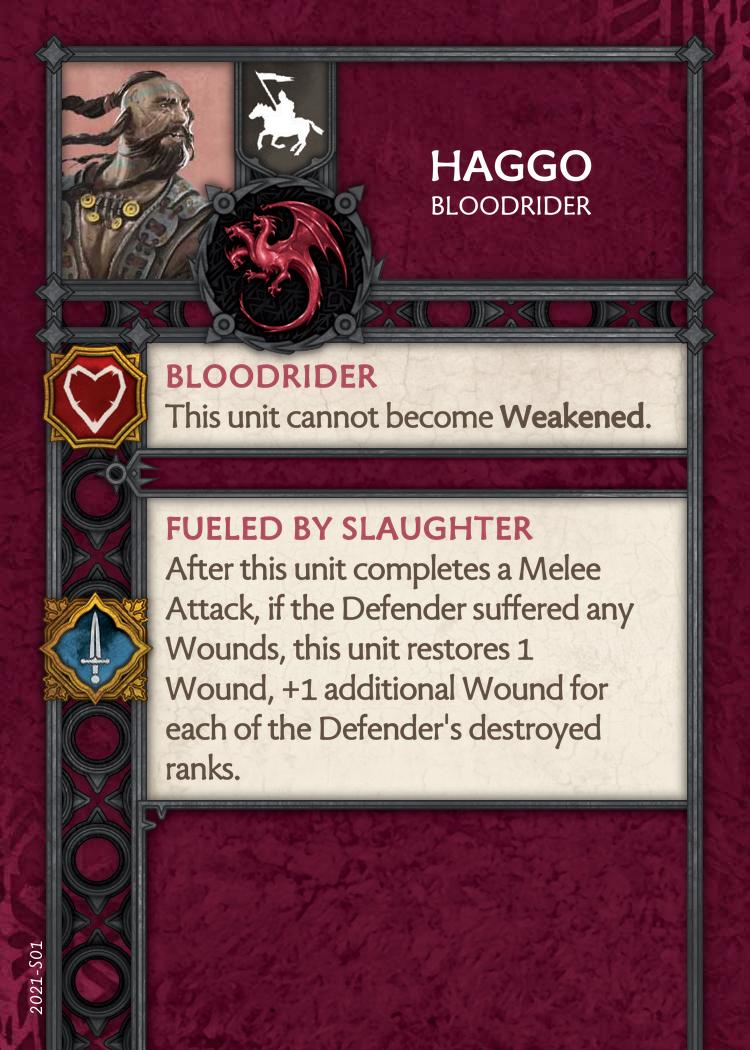 HAGGO
BLOODRIDER
BLOODRIDER
This unit cannot become Weakened.
FUELED BY SLAUGHTER
After this unit completes a Melee
Attack, if the Defender suffered any
Wounds, this unit restores 1
Wound, +1 additional Wound for
each of the Defender's destroyed
ranks.
2021-S01